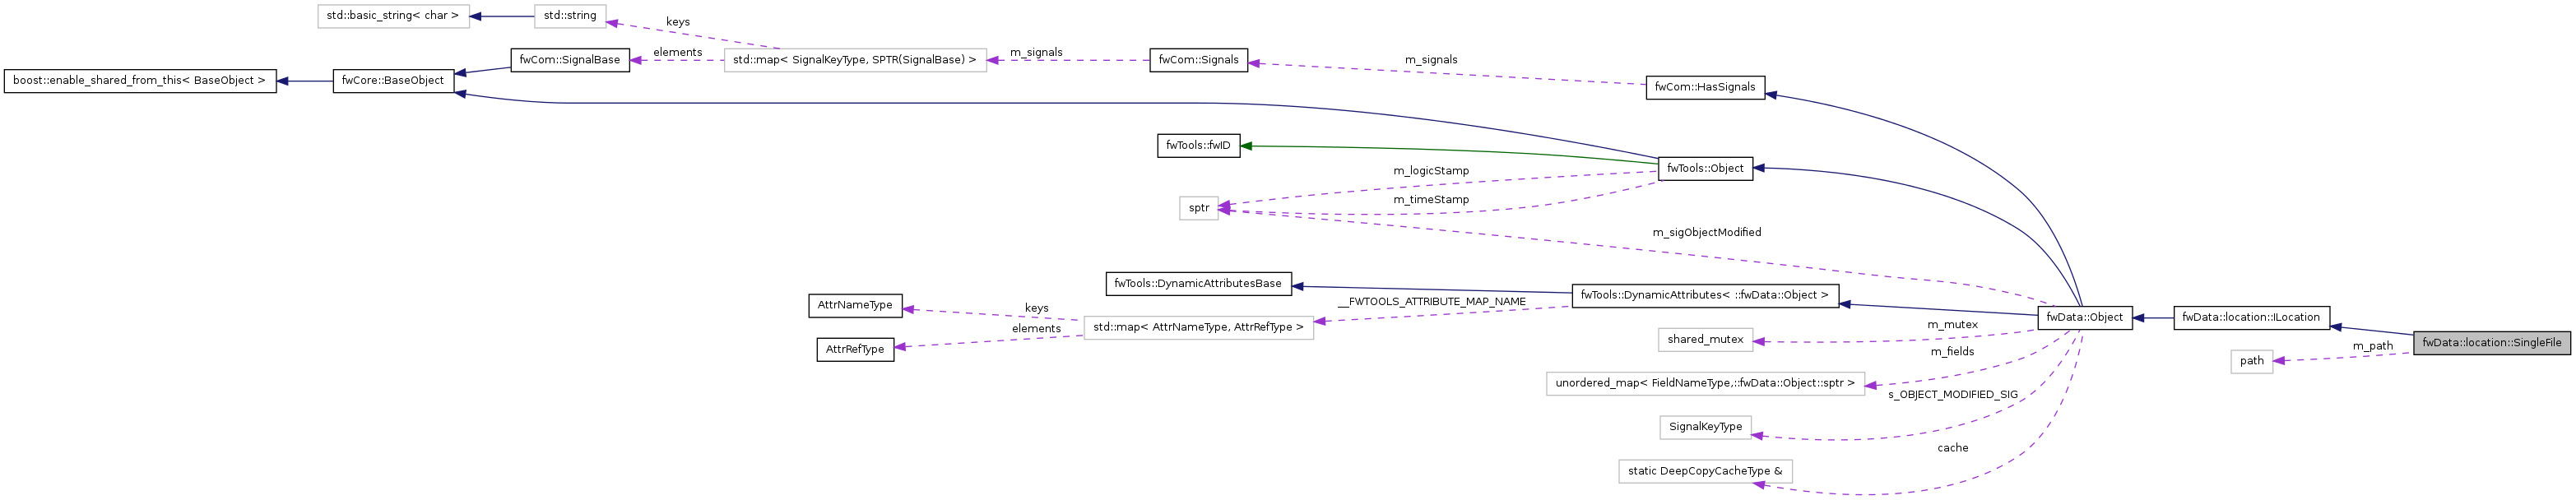 std::basic_string< char >
std::string
keys
boost::enable_shared_from_this< BaseObject >
fwCore::BaseObject
fwCom::SignalBase
elements
std::map< SignalKeyType, SPTR(SignalBase) >
m_signals
fwCom::Signals
m_signals
fwCom::HasSignals
fwTools::fwID
fwTools::Object
m_logicStamp
m_timeStamp
sptr
m_sigObjectModified
fwTools::DynamicAttributesBase
fwTools::DynamicAttributes< ::fwData::Object >
__FWTOOLS_ATTRIBUTE_MAP_NAME
AttrNameType
keys
elements
std::map< AttrNameType, AttrRefType >
AttrRefType
fwData::Object
fwData::location::ILocation
fwData::location::SingleFile
m_path
path
m_mutex
shared_mutex
m_fields
unordered_map< FieldNameType,::fwData::Object::sptr >
s_OBJECT_MODIFIED_SIG
SignalKeyType
cache
static DeepCopyCacheType &